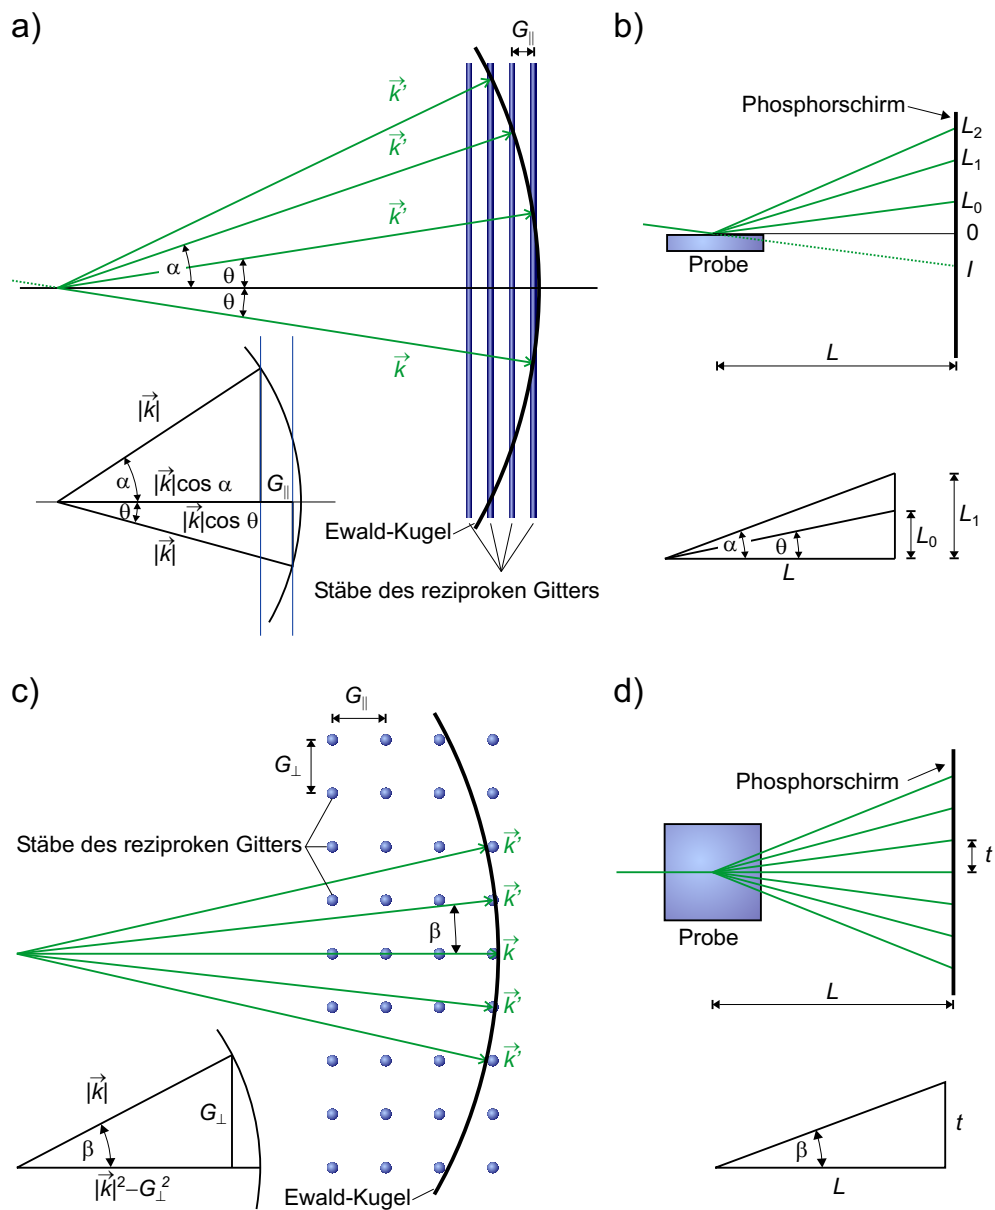 a)
G∥
k⃗'
k⃗'
k⃗'
α
θ
θ
k⃗
|k⃗|
α
|k⃗|cos α
G∥
θ
|k⃗|cos θ
|k⃗|
Ewald-Kugel
Stäbe des reziproken Gitters
b)
Phosphorschirm
L₂
L₁
L₀
0
I
Probe
L
α
θ
L
L₀
L₁
c)
G∥
G⊥
Stäbe des reziproken Gitters
k⃗'
k⃗'
β
k⃗
k⃗'
k⃗'
|k⃗|
G⊥
β
|k⃗|²−G⊥²
Ewald-Kugel
d)
Phosphorschirm
t
Probe
L
t
β
L